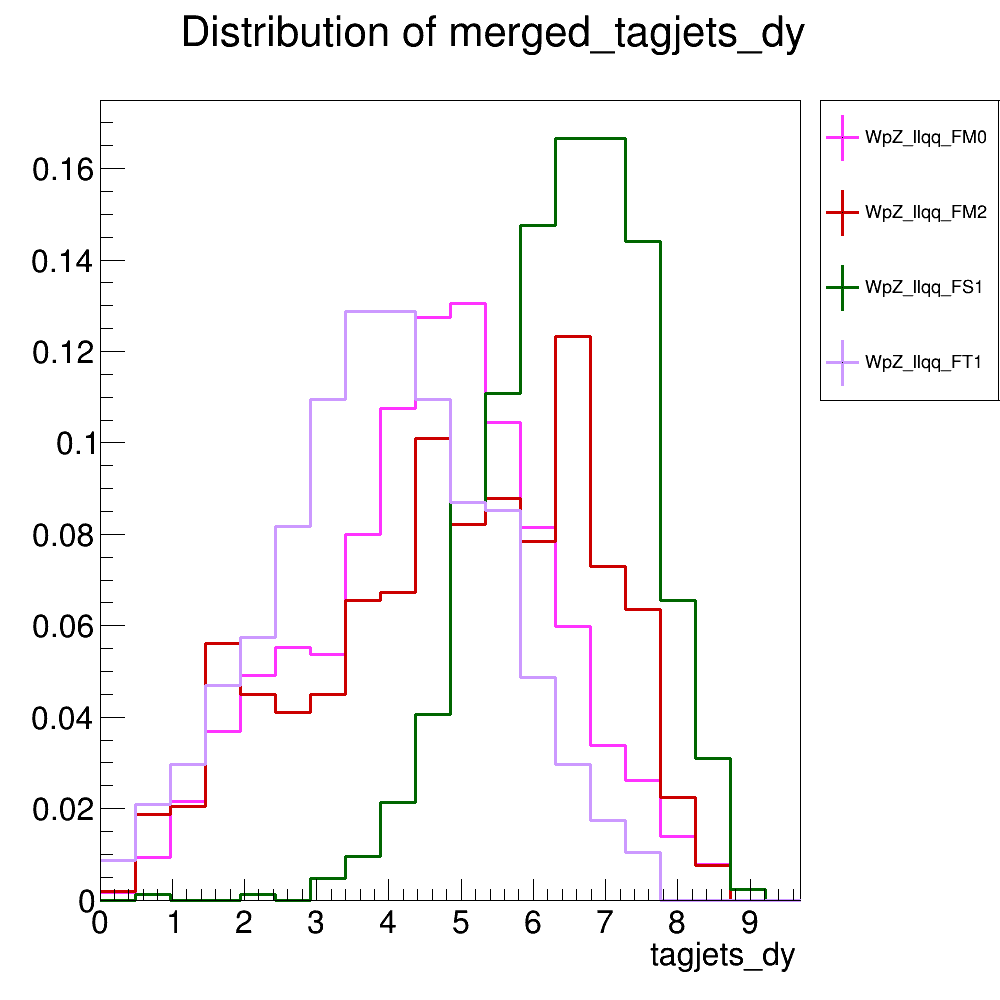 Distribution of merged_tagjets_dy
WpZ_llqq_FM0
WpZ_llqq_FM2
WpZ_llqq_FS1
WpZ_llqq_FT1
0.16
0.14
0.12
0.1
0.08
0.06
0.04
0.02
0
0 1 2 3 4 5 6 7 8 9
tagjets_dy